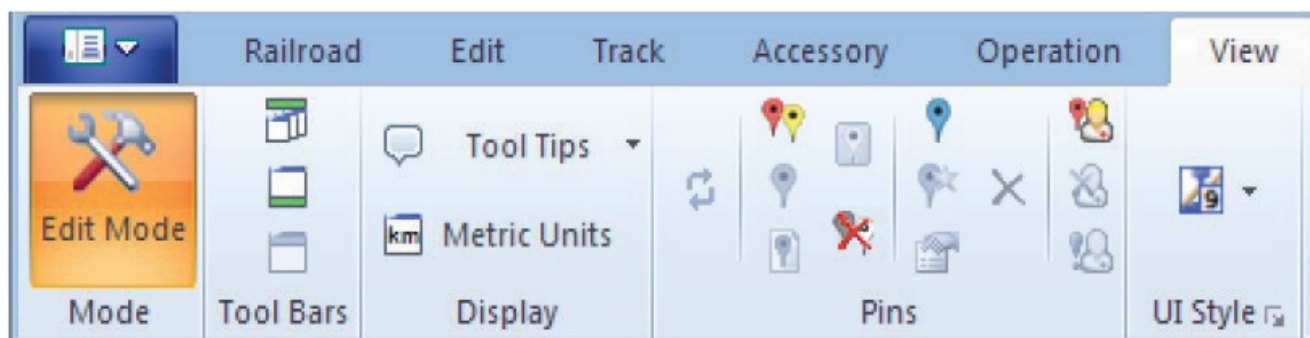 Railroad Edit Track Accessory Operation View
Edit Mode
Tool Tips
km Metric Units
9
Mode Tool Bars Display Pins UI Style